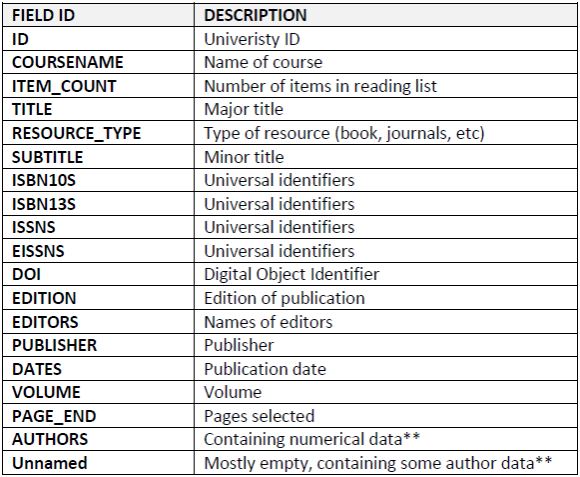 FIELD ID DESCRIPTION
ID Univeristy ID
COURSENAME Name of course
ITEM_COUNT Number of items in reading list
TITLE Major title
RESOURCE_TYPE Type of resource (book, journals, etc)
SUBTITLE Minor title
ISBN10S Universal identifiers
ISBN13S Universal identifiers
ISSNS Universal identifiers
EISSNS Universal identifiers
DOI Digital Object Identifier
EDITION Edition of publication
EDITORS Names of editors
PUBLISHER Publisher
DATES Publication date
VOLUME Volume
PAGE_END Pages selected
AUTHORS Containing numerical data**
Unnamed Mostly empty, containing some author data**